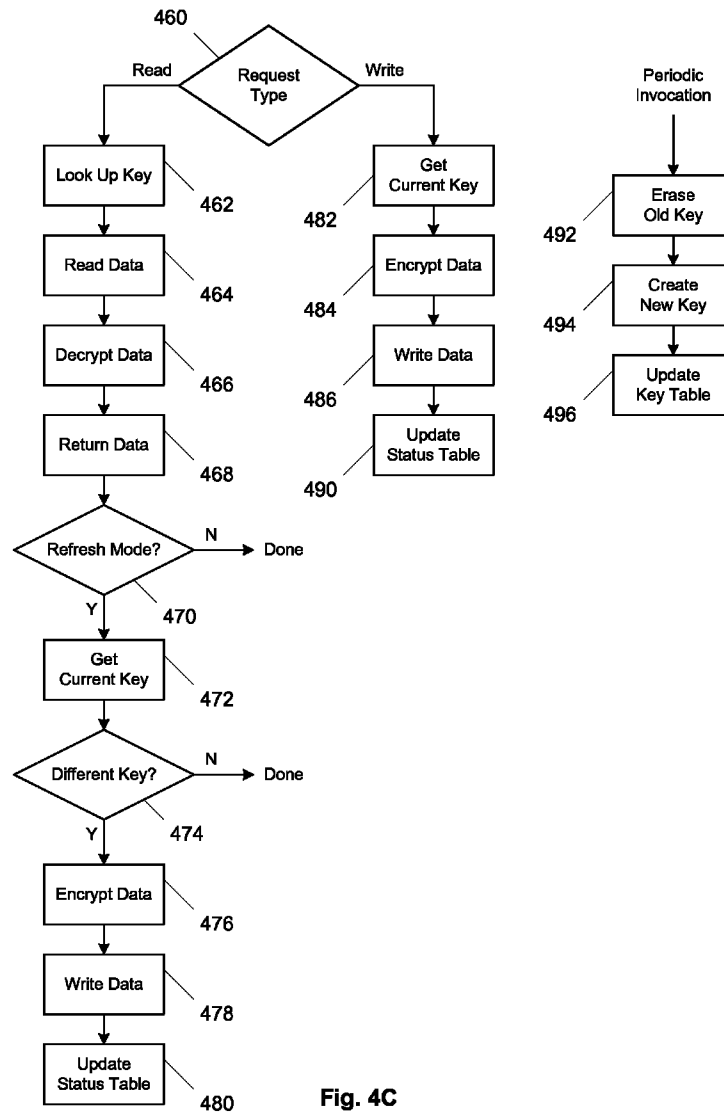 460
Read
Request
Type
Write
Look Up Key
462
Read Data
464
Decrypt Data
466
Return Data
468
Refresh Mode?
N
Done
470
Y
Get
Current Key
472
Different Key?
N
Done
474
Y
Encrypt Data
476
Write Data
478
Update
Status Table
480
Get
Current Key
482
Encrypt Data
484
Write Data
486
Update
Status Table
490
Periodic
Invocation
Erase
Old Key
492
Create
New Key
494
Update
Key Table
496
Fig. 4C